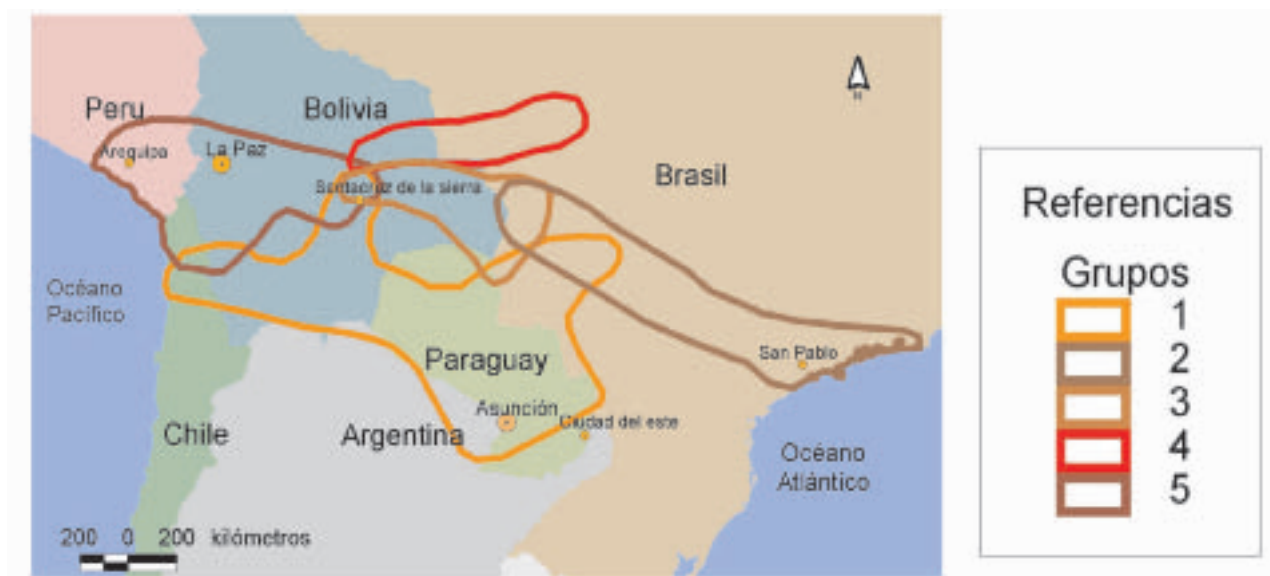 Peru
Bolivia
N
Arequipa
La Paz
Santacruz de la sierra
Brasil
Océano
Pacífico
Paraguay
San Pablo
Asunción
Ciudad del este
Chile
Argentina
Océano
Atlántico
200 0 200 kilómetros
Referencias
Grupos
1
2
3
4
5